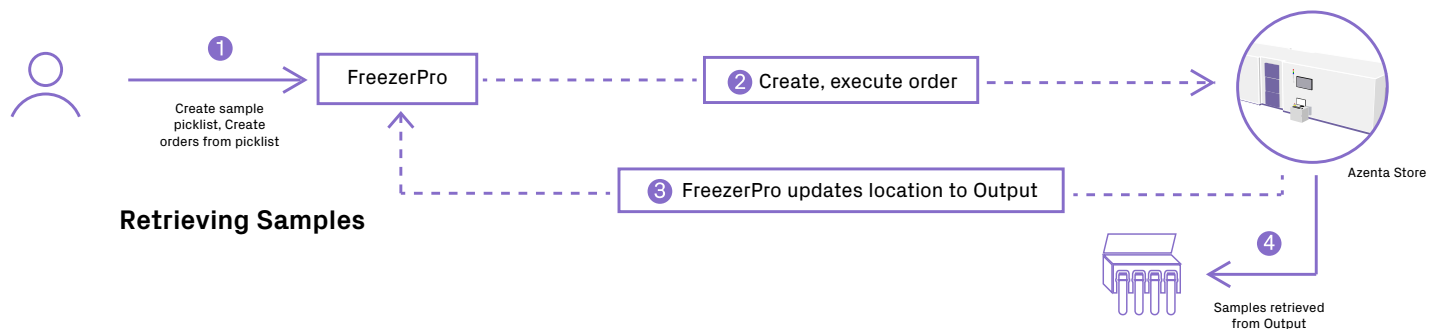 1
FreezerPro
2 Create, execute order
Create sample
picklist, Create
orders from picklist
Azenta Store
3 FreezerPro updates location to Output
Retrieving Samples
4
Samples retrieved
from Output